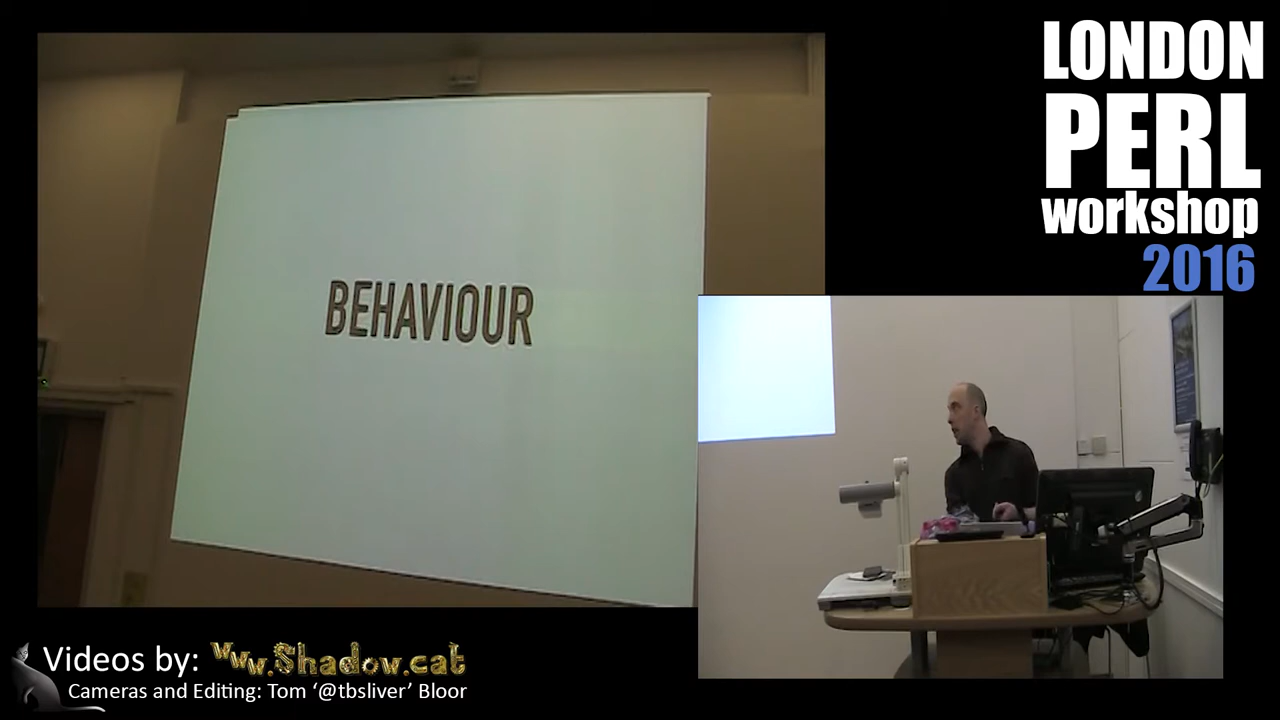 BEHAVIOUR
LONDON
PERL
workshop
2016
Videos by: Www.Shadow.cat
Cameras and Editing: Tom ‘@tbsliver’ Bloor